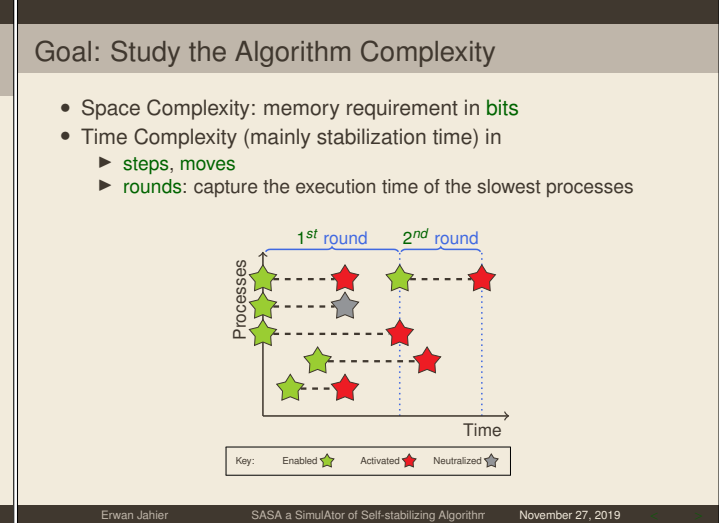 Goal: Study the Algorithm Complexity
• Space Complexity: memory requirement in bits
• Time Complexity (mainly stabilization time) in
▶ steps, moves
▶ rounds: capture the execution time of the slowest processes
1st round 2nd round
Processes
Time
Key: Enabled Activated Neutralized
Erwan Jahier SASA a SimulAtor of Self-stabilizing Algorithm November 27, 2019